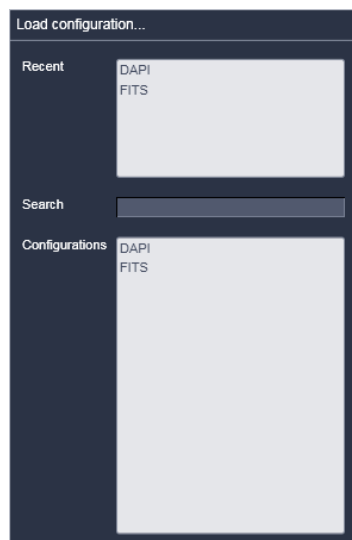 Load configuration...
Recent
DAPI
FITS
Search
Configurations
DAPI
FITS